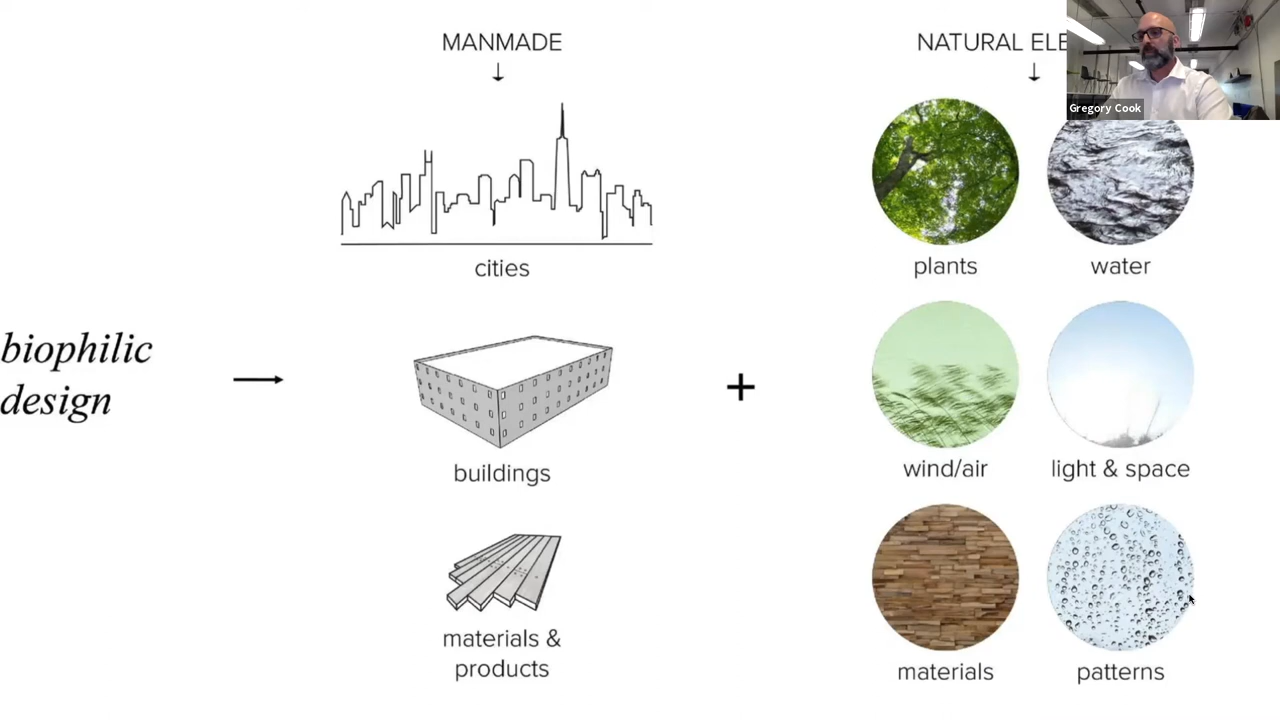 MANMADE
NATURAL ELE
Gregory Cook
cities
plants
water
biophilic
design
buildings
+
wind/air
light & space
materials &
products
materials
patterns